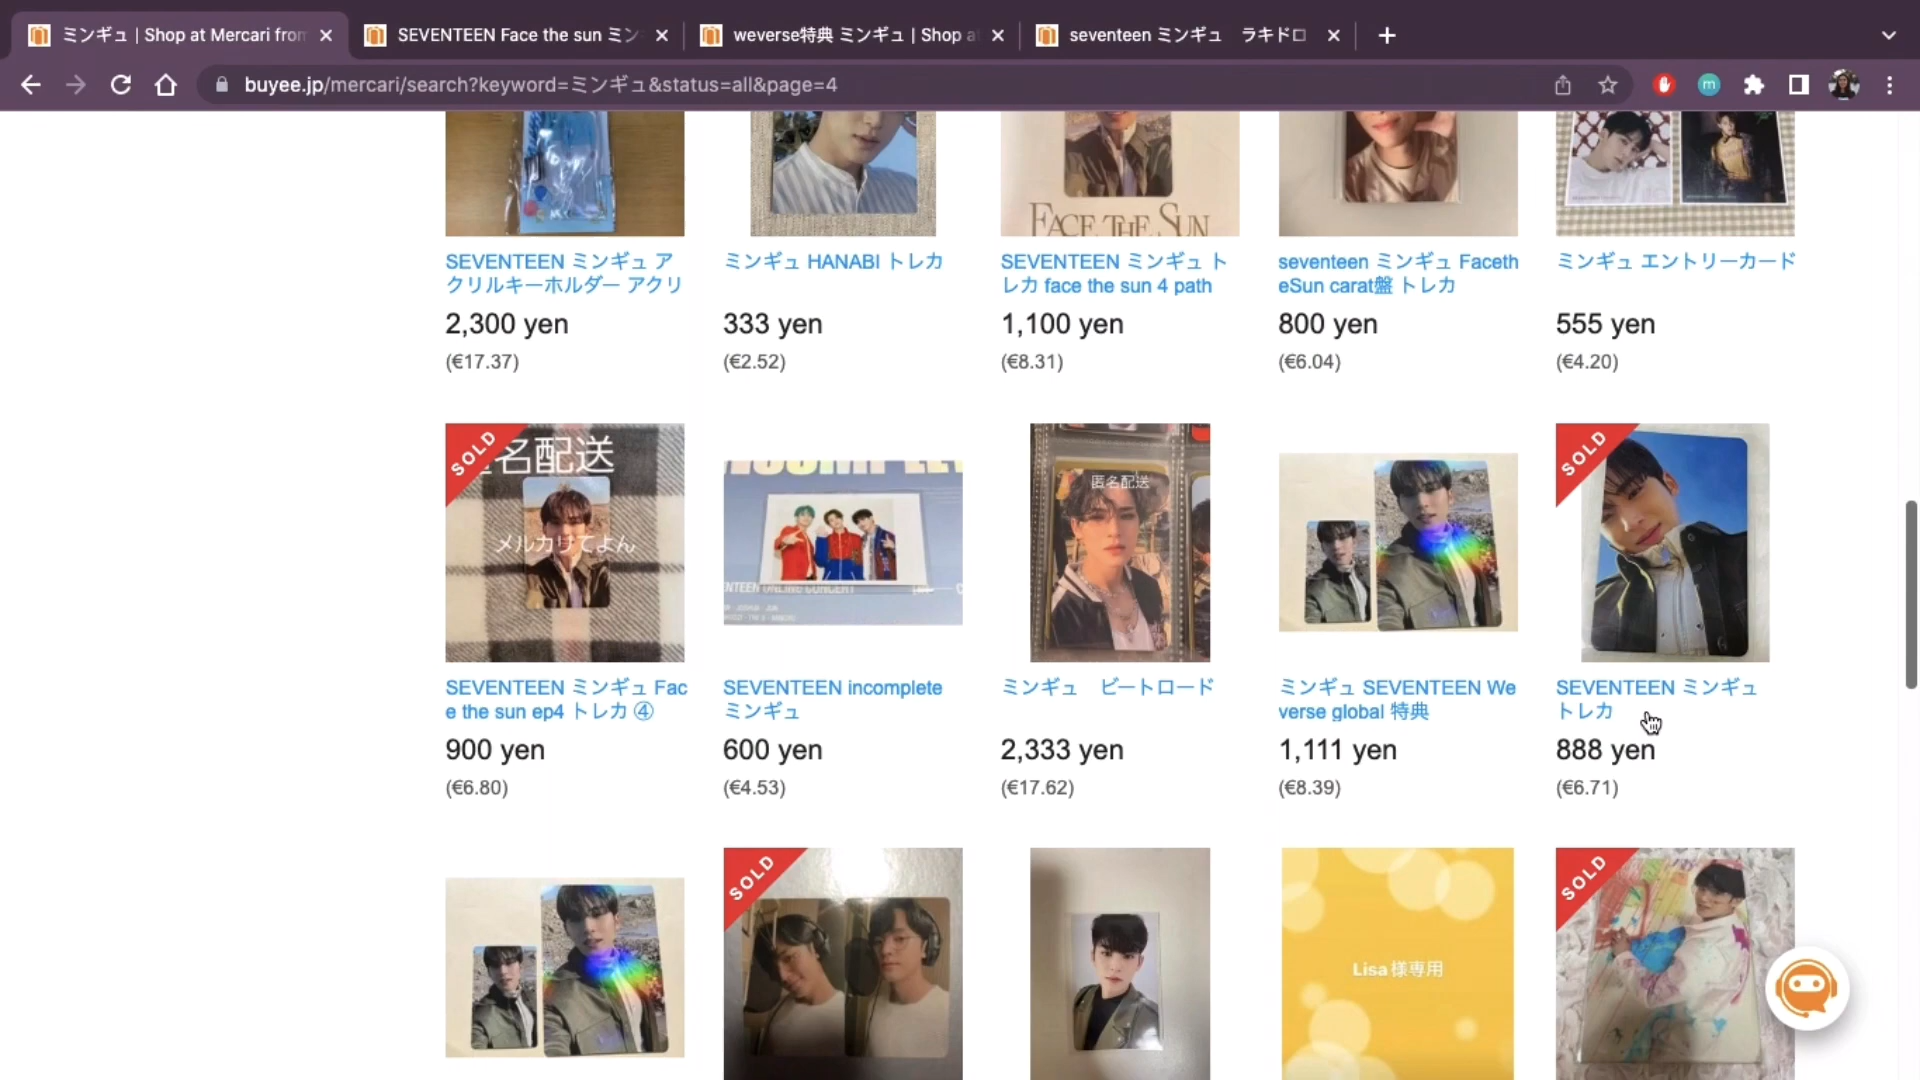 ミンギュ | Shop at Mercari from
SEVENTEEN Face the sun ミン
weverse特典 ミンギュ | Shop a
seventeen ミンギュ　ラキドロ
buyee.jp/mercari/search?keyword=ミンギュ&status=all&page=4
m
FACE THE SUN
SEVENTEEN ミンギュ ア
クリルキーホルダー アクリ
2,300 yen
(€17.37)
ミンギュ HANABI トレカ
333 yen
(€2.52)
SEVENTEEN ミンギュ ト
レカ face the sun 4 path
1,100 yen
(€8.31)
seventeen ミンギュ Faceth
eSun carat盤 トレカ
800 yen
(€6.04)
ミンギュ エントリーカード
555 yen
(€4.20)
SOLD
名配送
メルカリてよん
SEVENTEEN ミンギュ Fac
e the sun ep4 トレカ ④
900 yen
(€6.80)
SEVENTEEN incomplete
ミンギュ
600 yen
(€4.53)
匿名配送
ミンギュ　ビートロード
2,333 yen
(€17.62)
ミンギュ SEVENTEEN We
verse global 特典
1,111 yen
(€8.39)
SOLD
SEVENTEEN ミンギュ
トレカ
888 yen
(€6.71)
SOLD
Lisa様専用
SOLD